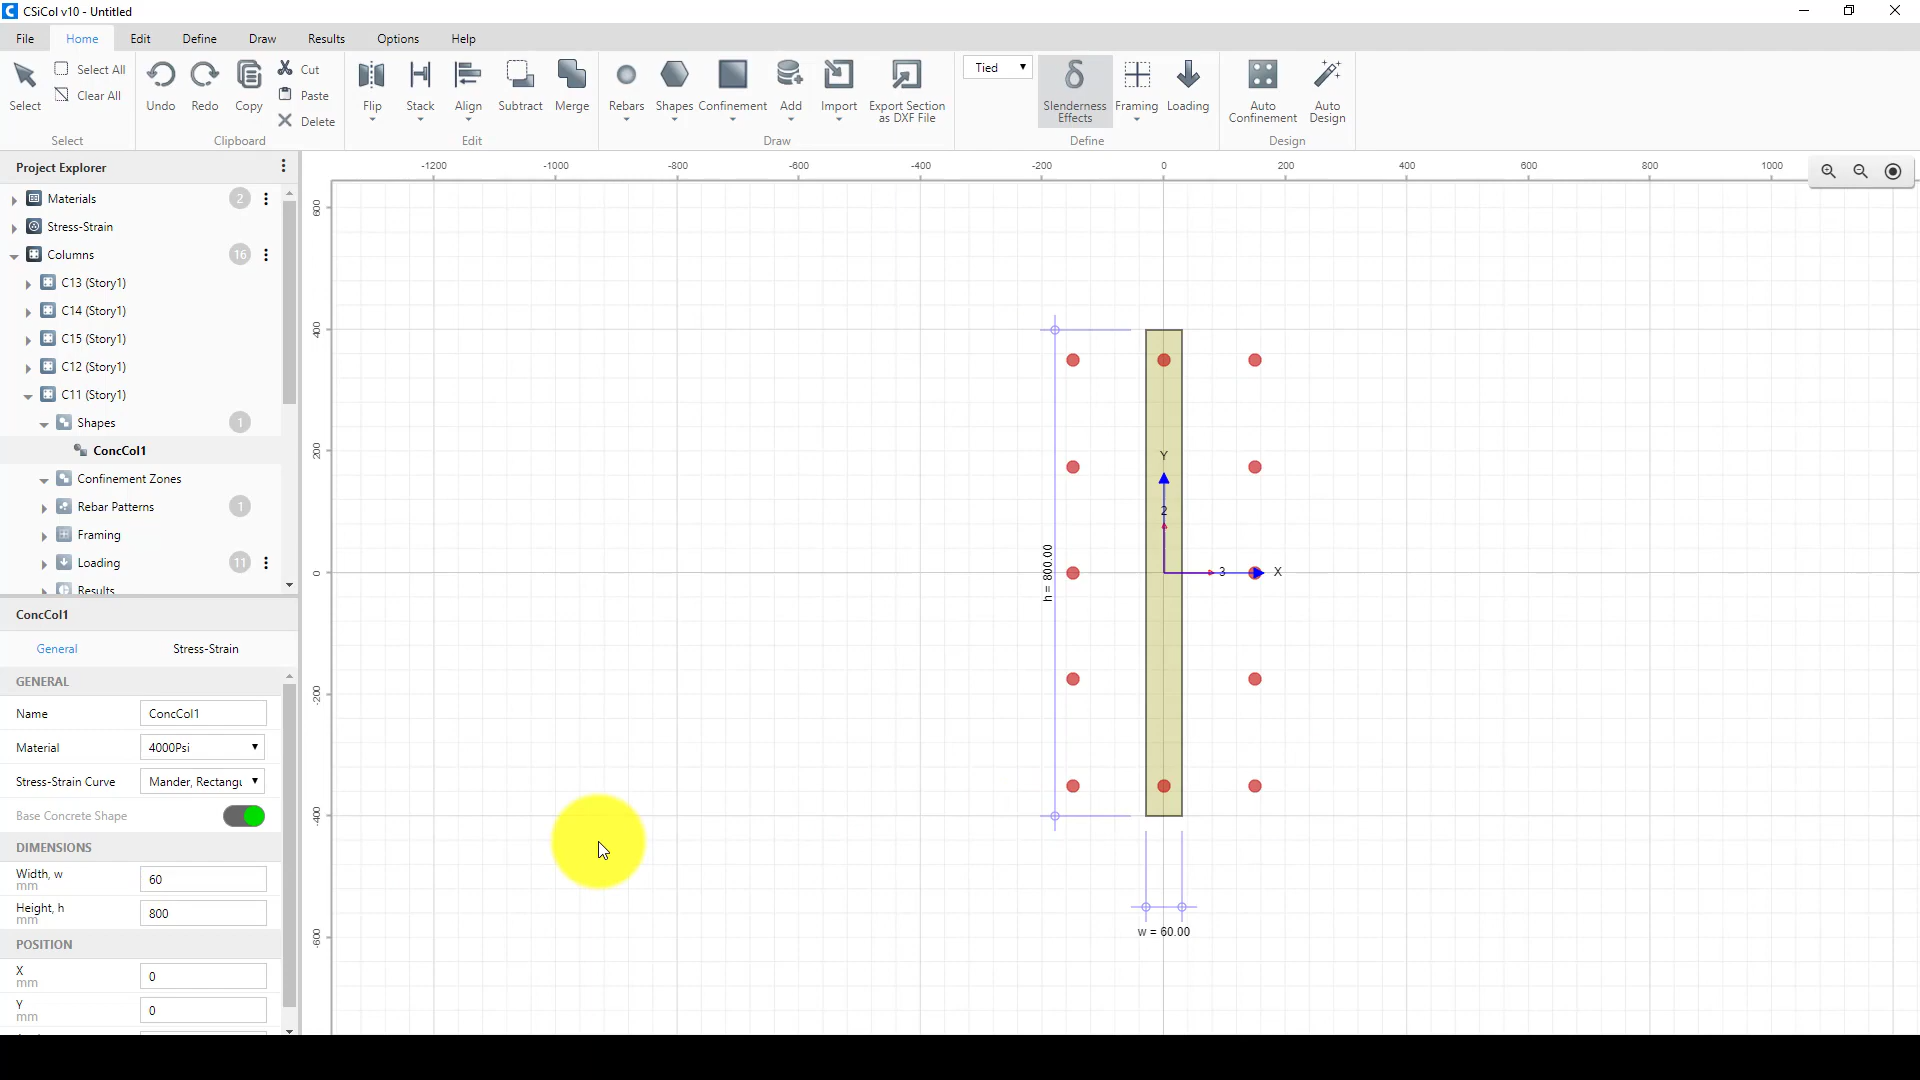 CSiCol v10 - Untitled
File Home Edit Define Draw Results Options Help
Select
Select All
Clear All
Select
Undo
Redo
Copy
Cut
Paste
Delete
Clipboard
Flip
Stack
Align
Subtract
Merge
Edit
Rebars
Shapes
Confinement
Add
Import
Export Section
as DXF File
Draw
Tied
Slenderness
Effects
Framing
Loading
Define
Auto
Confinement
Auto
Design
Design
Project Explorer
Materials 2
Stress-Strain
Columns 16
C13 (Story1)
C14 (Story1)
C15 (Story1)
C12 (Story1)
C11 (Story1)
Shapes 1
ConcCol1
Confinement Zones
Rebar Patterns 1
Framing
Loading 11
Results
ConcCol1
General Stress-Strain
GENERAL
Name ConcCol1
Material 4000Psi
Stress-Strain Curve Mander, Rectangu
Base Concrete Shape
DIMENSIONS
Width, w
mm
60
Height, h
mm
800
POSITION
X
mm
0
Y
mm
0
-1200 -1000 -800 -600 -400 -200 0 200 400 600 800 1000
600
400
200
0
-200
-400
-600
h = 800.00
Y
2
3 X
w = 60.00